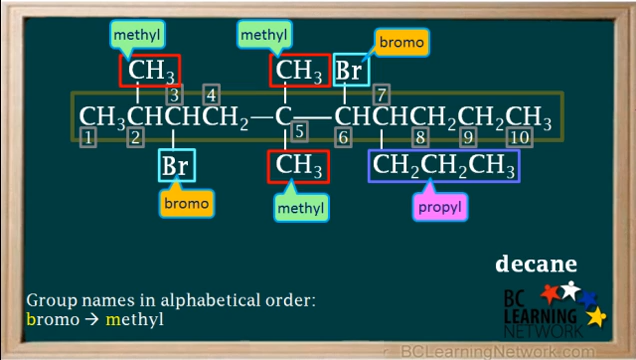 methyl
methyl
bromo
CH3
CH3
Br
3
4
7
CH3CHCHCH2—C—CHCHCH2CH2CH3
1
2
5
6
8
9
10
Br
CH3
CH2CH2CH3
bromo
methyl
propyl
decane
Group names in alphabetical order:
bromo → methyl
BC
LEARNING
NETWORK
BCLearningNetwork.com